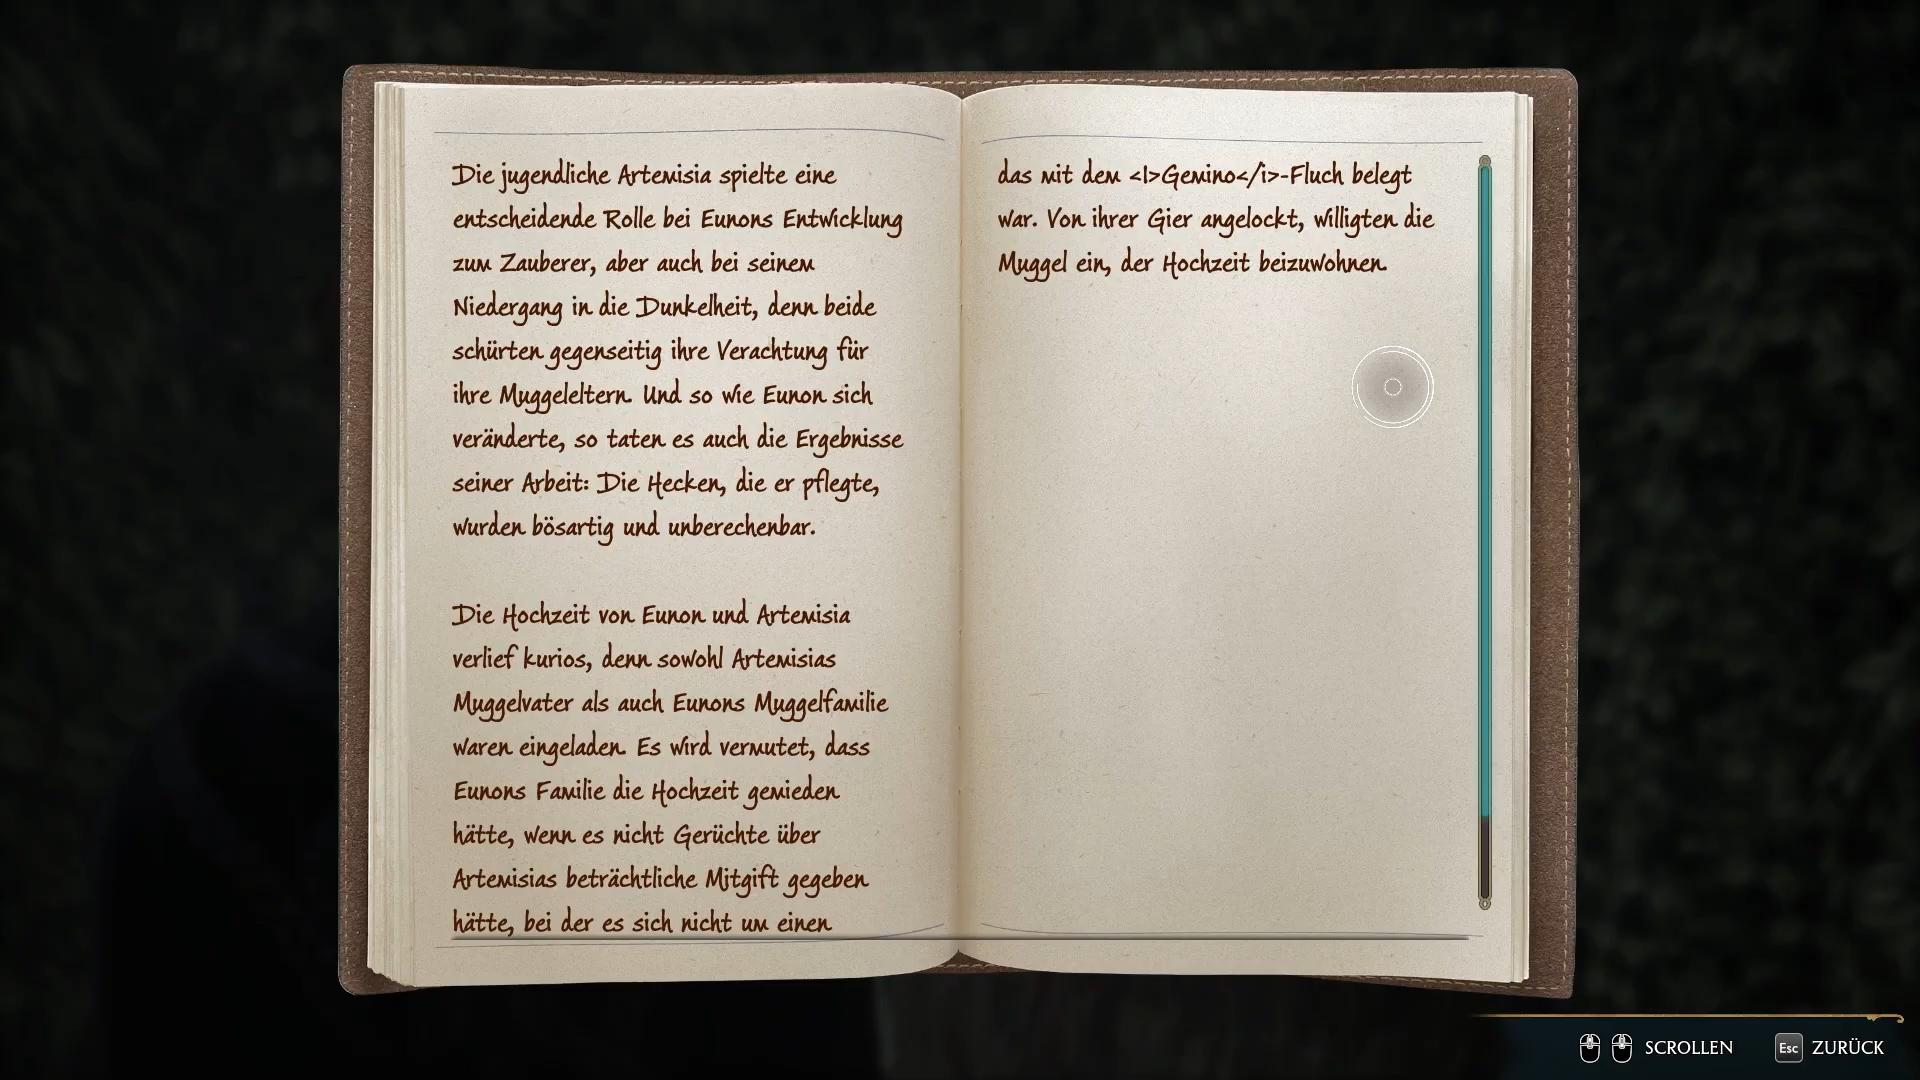 Die jugendliche Artemisia spielte eine
entscheidende Rolle bei Eunons Entwicklung
zum Zauberer, aber auch bei seinem
Niedergang in die Dunkelheit, denn beide
schürten gegenseitig ihre Verachtung für
ihre Muggeleltern. Und so wie Eunon sich
veränderte, so taten es auch die Ergebnisse
seiner Arbeit: Die Hecken, die er pflegte,
wurden bösartig und unberechenbar.
Die Hochzeit von Eunon und Artemisia
verlief kurios, denn sowohl Artemisias
Muggelvater als auch Eunons Muggelfamilie
waren eingeladen. Es wird vermutet, dass
Eunons Familie die Hochzeit gemieden
hätte, wenn es nicht Gerüchte über
Artemisias beträchtliche Mitgift gegeben
hätte, bei der es sich nicht um einen
das mit dem <I>Gemino</i>-Fluch belegt
war. Von ihrer Gier angelockt, willigten die
Muggel ein, der Hochzeit beizuwohnen.
SCROLLEN
Esc ZURÜCK